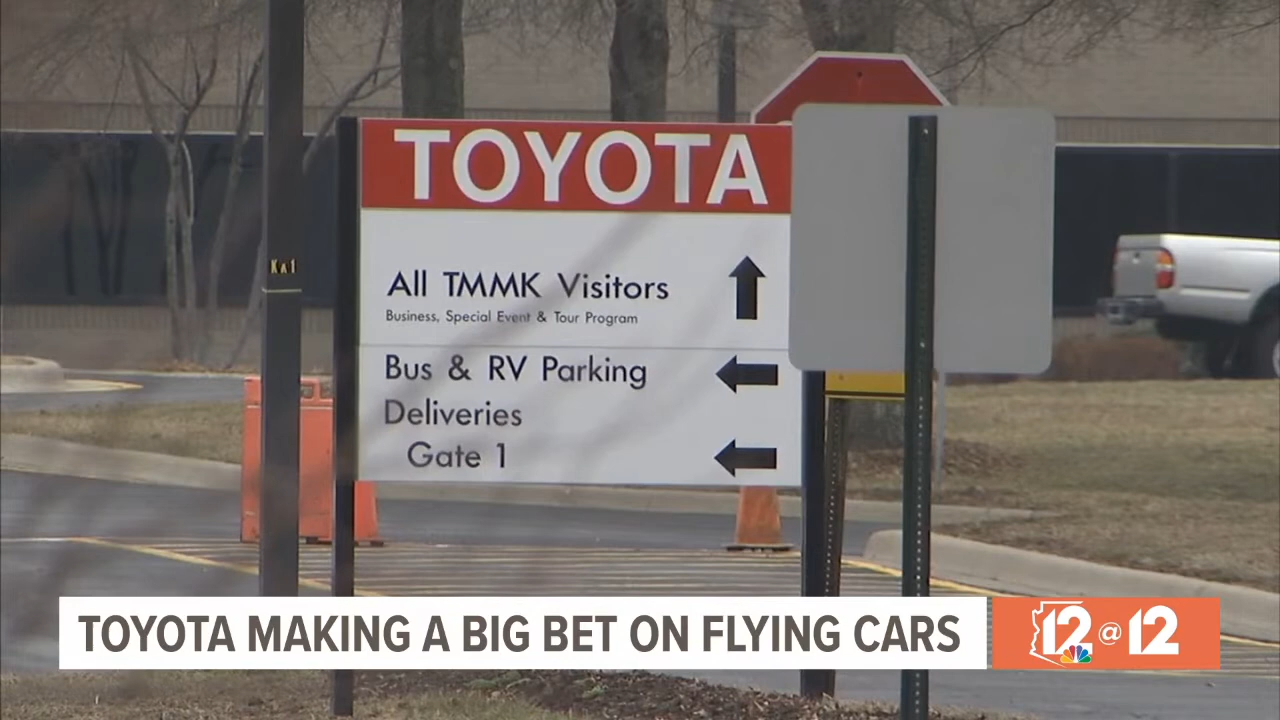 TOYOTA
All TMMK Visitors
Business, Special Event & Tour Program
Bus & RV Parking
Deliveries
Gate 1
KA1
TOYOTA MAKING A BIG BET ON FLYING CARS
12 @ 12